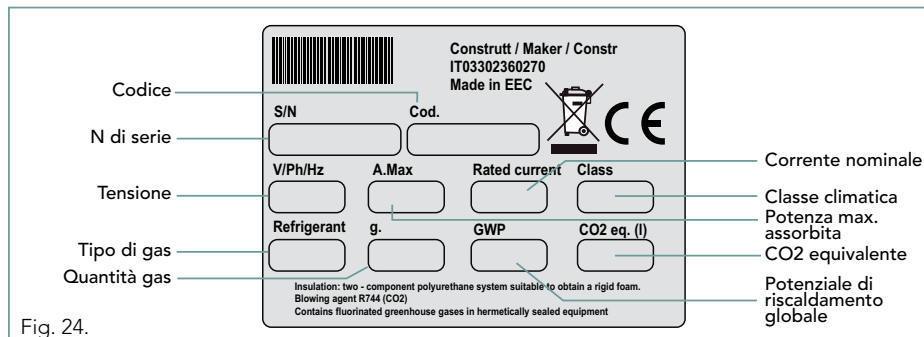 Construtt / Maker / Constr
IT03302360270
Made in EEC
Codice
S/N
Cod.
N di serie
V/Ph/Hz
A.Max
Rated current
Class
Corrente nominale
Tensione
Classe climatica
Potenza max.
assorbita
Refrigerant
g.
GWP
CO2 eq. (l)
Tipo di gas
CO2 equivalente
Quantità gas
Potenziale di
riscaldamento
globale
Insulation: two - component polyurethane system suitable to obtain a rigid foam.
Blowing agent R744 (CO2)
Contains fluorinated greenhouse gases in hermetically sealed equipment
Fig. 24.